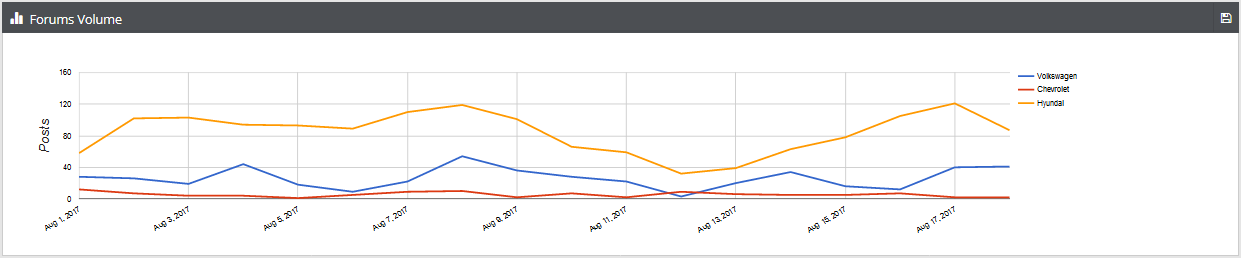 Forums Volume
160
120
80
40
0
Posts
Aug 1, 2017
Aug 3, 2017
Aug 5, 2017
Aug 7, 2017
Aug 9, 2017
Aug 11, 2017
Aug 13, 2017
Aug 15, 2017
Aug 17, 2017
Volkswagen
Chevrolet
Hyundai